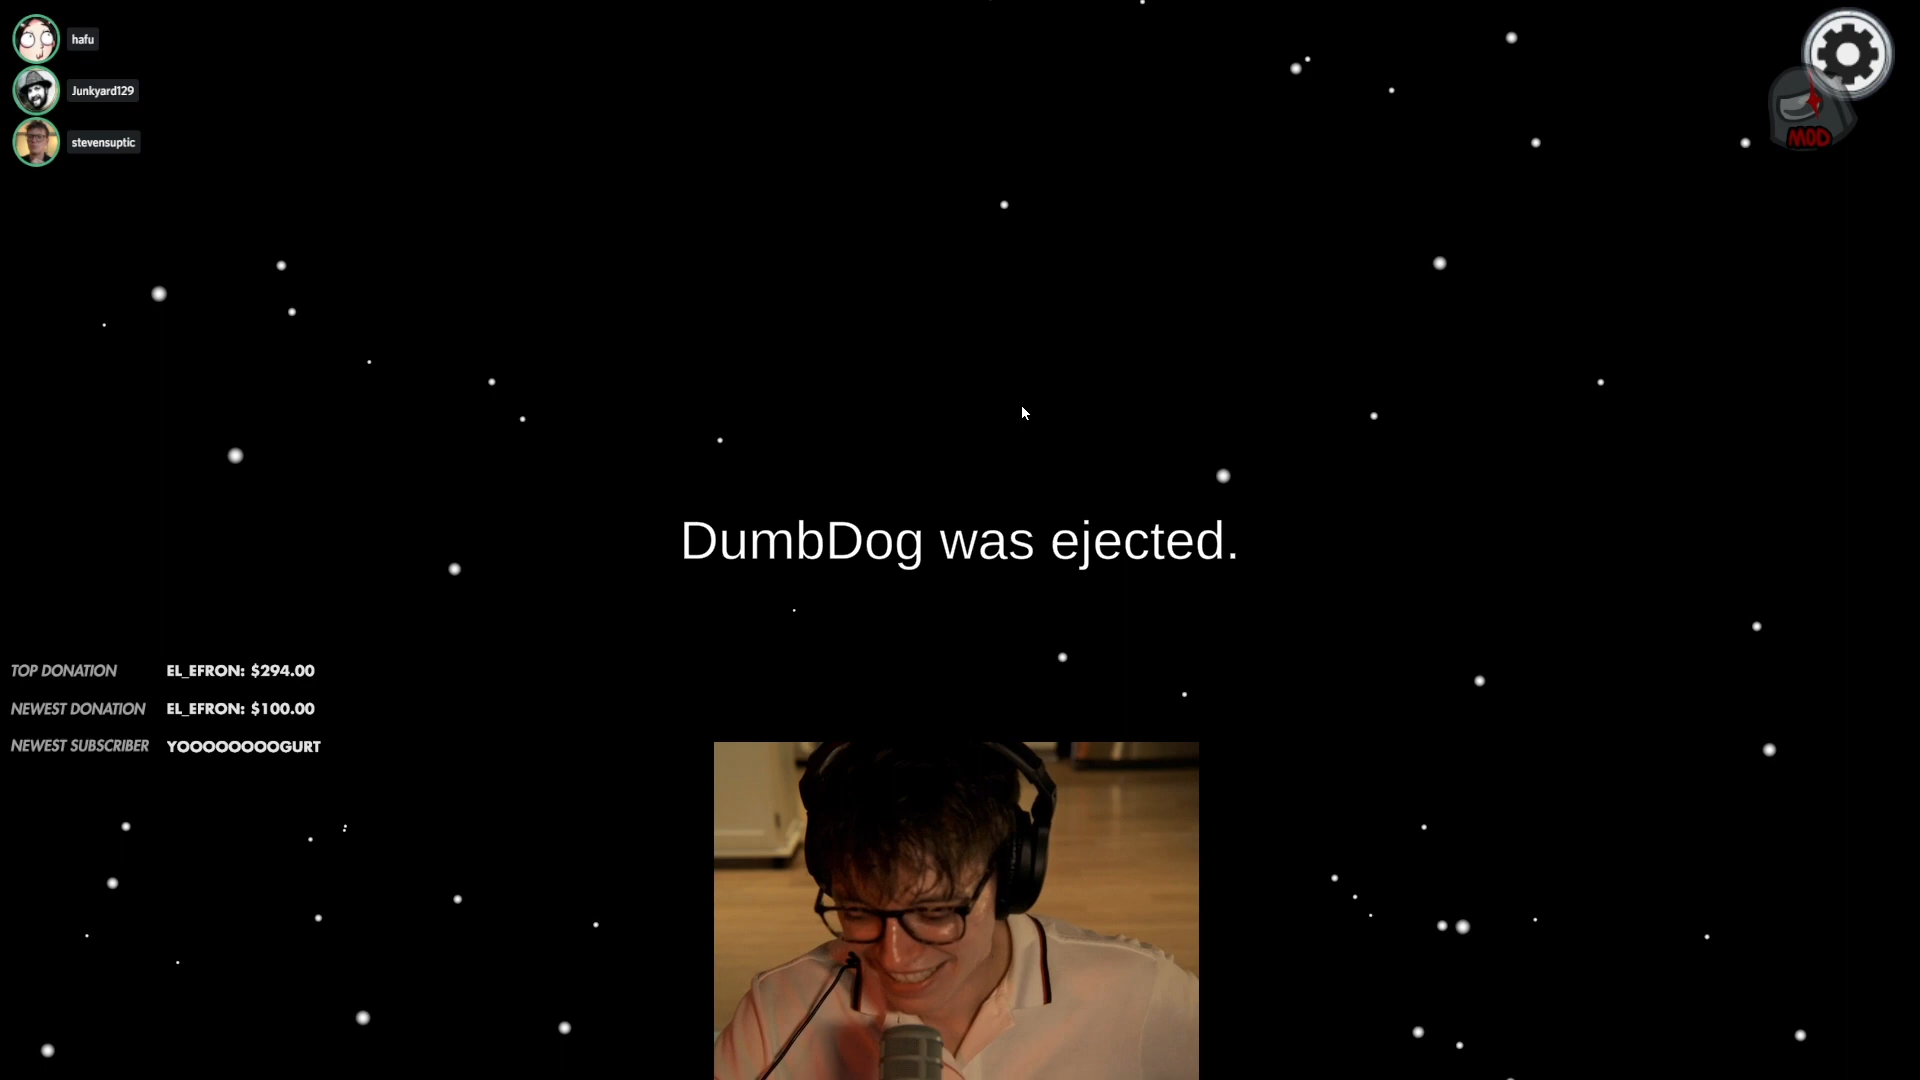 hafu
Junkyard129
stevensuptic
MOD
DumbDog was ejected.
TOP DONATION EL_EFRON: $294.00
NEWEST DONATION EL_EFRON: $100.00
NEWEST SUBSCRIBER YOOOOOOOOGURT